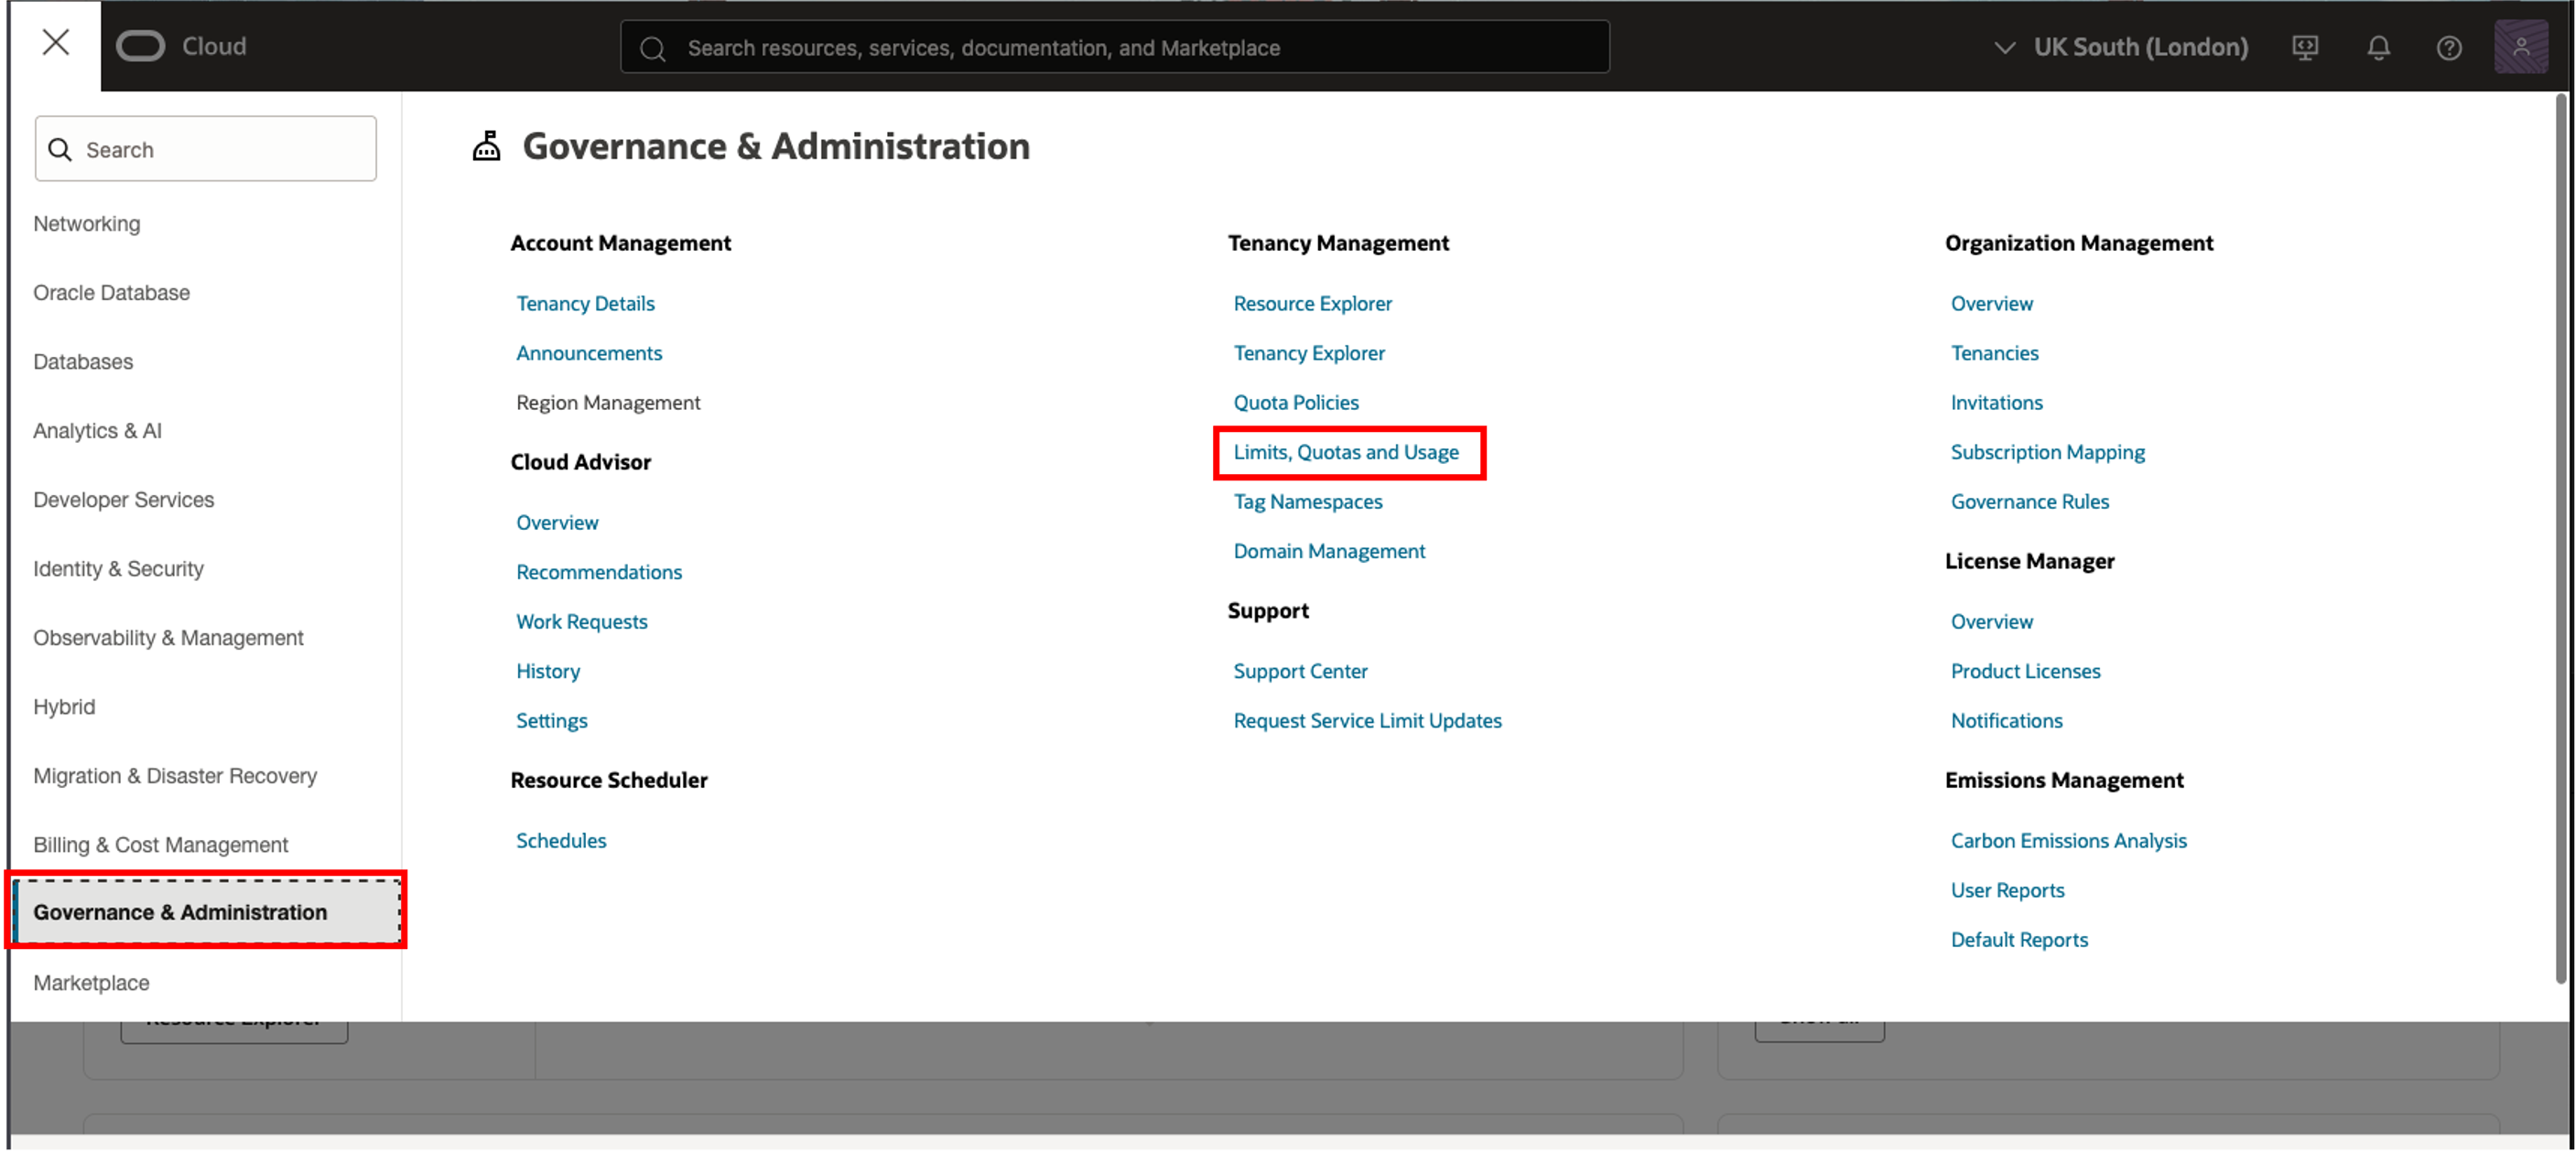 Cloud
Search resources, services, documentation, and Marketplace
UK South (London)
Search
Networking
Oracle Database
Databases
Analytics & AI
Developer Services
Identity & Security
Observability & Management
Hybrid
Migration & Disaster Recovery
Billing & Cost Management
Governance & Administration
Marketplace
Governance & Administration
Account Management
Tenancy Details
Announcements
Region Management
Cloud Advisor
Overview
Recommendations
Work Requests
History
Settings
Resource Scheduler
Schedules
Tenancy Management
Resource Explorer
Tenancy Explorer
Quota Policies
Limits, Quotas and Usage
Tag Namespaces
Domain Management
Support
Support Center
Request Service Limit Updates
Organization Management
Overview
Tenancies
Invitations
Subscription Mapping
Governance Rules
License Manager
Overview
Product Licenses
Notifications
Emissions Management
Carbon Emissions Analysis
User Reports
Default Reports
Resource Explorer